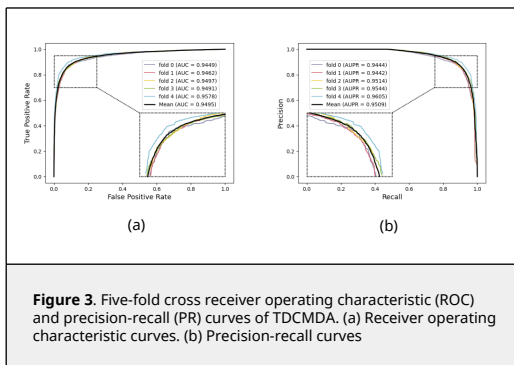 1.0
0.8
0.6
0.4
0.2
0.0
True Positive Rate
0.0 0.2 0.4 0.6 0.8 1.0
False Positive Rate
fold 0 (AUC = 0.9449)
fold 1 (AUC = 0.9462)
fold 2 (AUC = 0.9497)
fold 3 (AUC = 0.9491)
fold 4 (AUC = 0.9578)
Mean (AUC = 0.9495)
(a)
1.0
0.8
0.6
0.4
0.2
0.0
Precision
0.0 0.2 0.4 0.6 0.8 1.0
Recall
fold 0 (AUPR = 0.9444)
fold 1 (AUPR = 0.9442)
fold 2 (AUPR = 0.9514)
fold 3 (AUPR = 0.9544)
fold 4 (AUPR = 0.9605)
Mean (AUPR = 0.9509)
(b)
Figure 3. Five-fold cross receiver operating characteristic (ROC)
and precision-recall (PR) curves of TDCMDA. (a) Receiver operating
characteristic curves. (b) Precision-recall curves